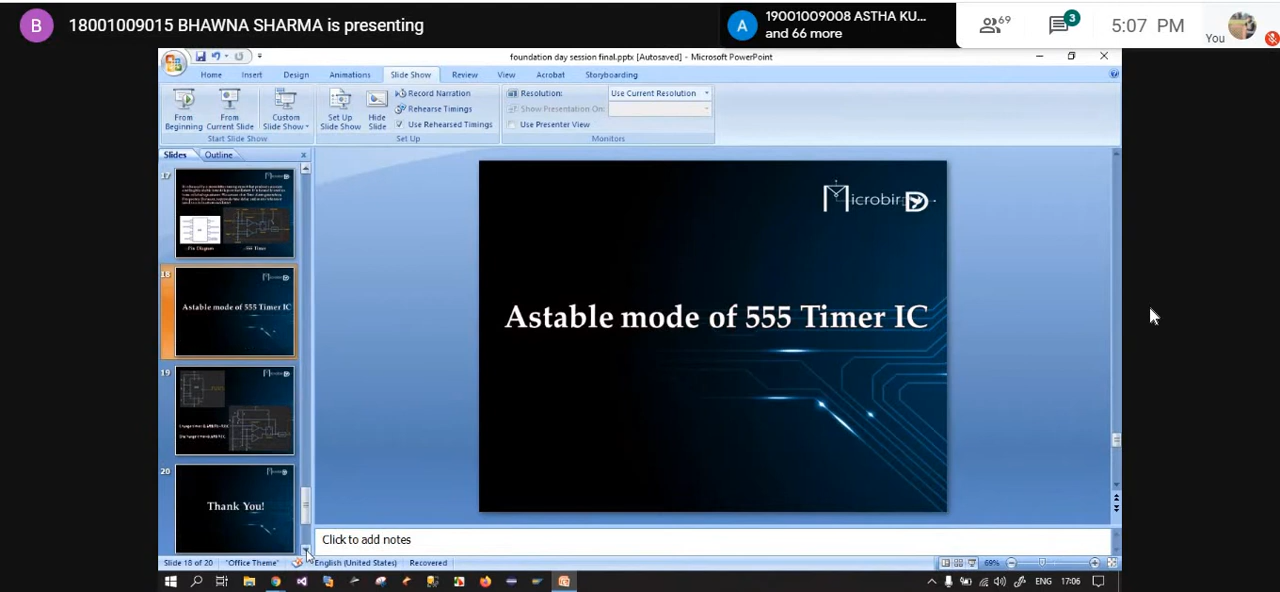 B 18001009015 BHAWNA SHARMA is presenting
A 19001009008 ASTHA KU...
and 66 more
69
3
5:07 PM
You
foundation day session final.pptx [Autosaved] - Microsoft PowerPoint
Home Insert Design Animations Slide Show Review View Acrobat Storyboarding
From Beginning
From Current Slide
Custom Slide Show
Set Up Slide Show
Hide Slide
Record Narration
Rehearse Timings
Use Rehearsed Timings
Resolution: Use Current Resolution
Show Presentation On:
Use Presenter View
Start Slide Show Set Up Monitors
Slides Outline
17
Pin Diagram 555 Timer
18
Astable mode of 555 Timer IC
19
20
Thank You!
Microbird
Astable mode of 555 Timer IC
Click to add notes
Slide 18 of 20 "Office Theme" English (United States) Recovered 69%
ENG 17:06